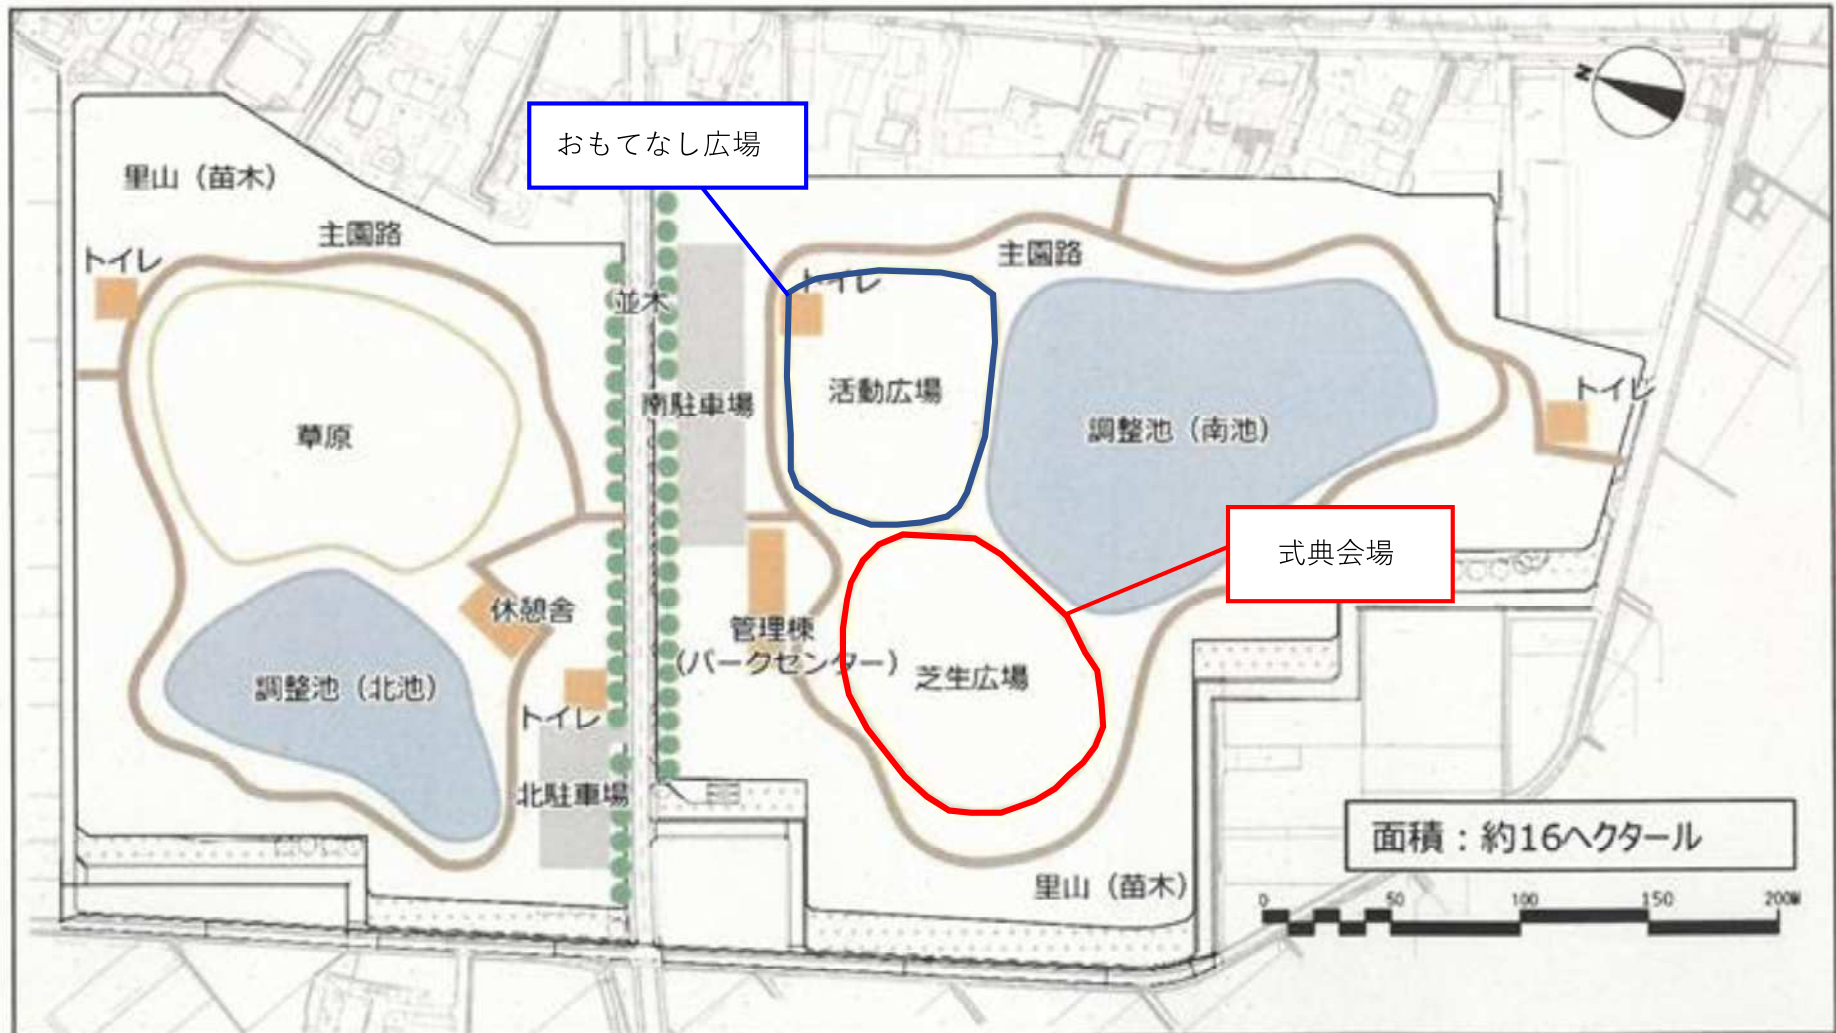 N
おもてなし広場
里山（苗木）
主園路
トイレ
主園路
トイレ
並木
活動広場
南駐車場
トイレ
草原
調整池（南池）
式典会場
休憩舎
管理棟
（パークセンター）
芝生広場
調整池（北池）
トイレ
北駐車場
面積：約16ヘクタール
里山（苗木）
0 50 100 150 200M